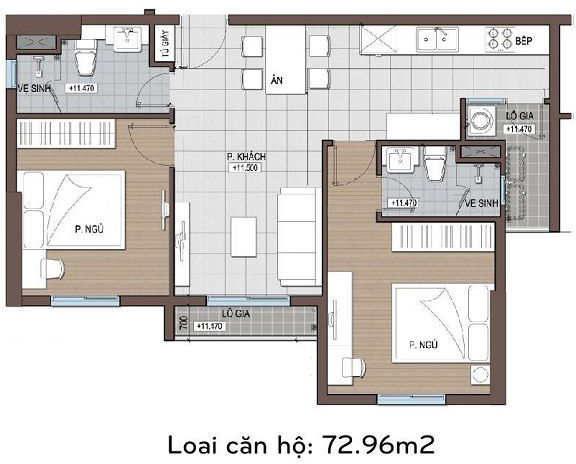 TỦ GIÀY
BẾP
ĂN
+11.470
VỆ SINH
LÔ GIA
+11.470
P. KHÁCH
+11.500
+11.470
VỆ SINH
P. NGỦ
LÔ GIA
700
+11.470
P. NGỦ
Loai căn hộ: 72.96m2